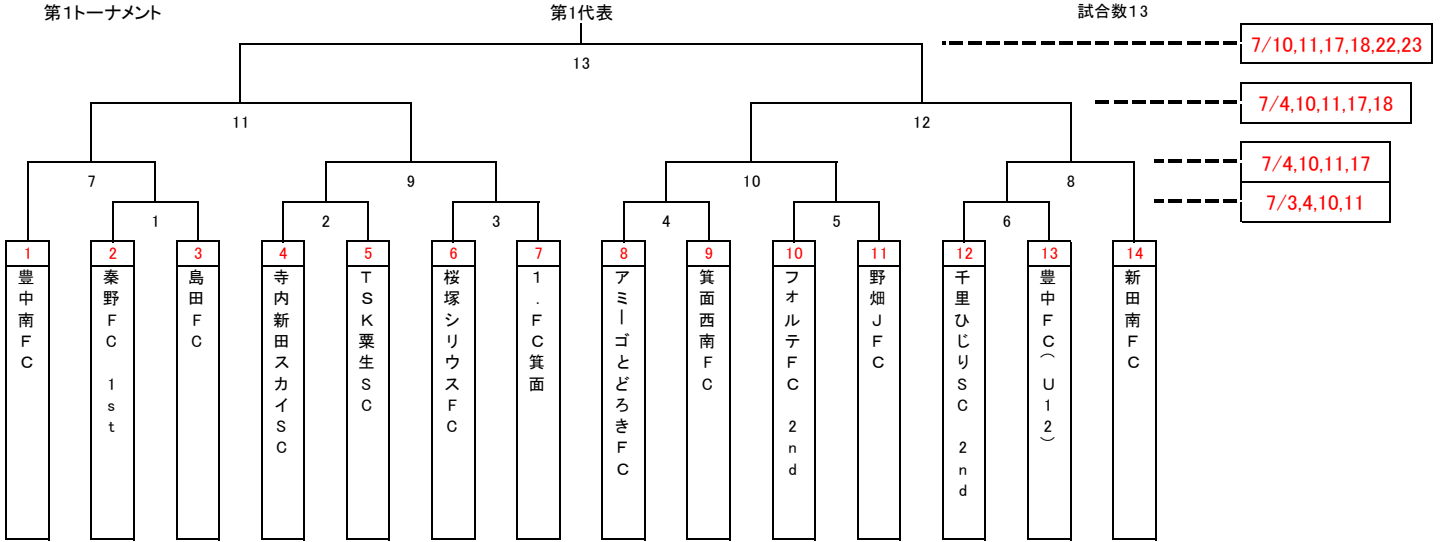 第1トーナメント
第1代表
試合数13
7/10,11,17,18,22,23
13
7/4,10,11,17,18
11
12
7/4,10,11,17
7
9
10
8
7/3,4,10,11
1
2
3
4
5
6
1
2
3
4
5
6
7
8
9
10
11
12
13
14
豊中南FC
秦野FC 1st
島田FC
寺内新田スカイSC
TSK粟生SC
桜塚シリウスFC
1.FC箕面
アミーゴとどろきFC
箕面西南FC
フォルテFC 2nd
野畑JFC
千里ひじりSC 2nd
豊中FC(U12)
新田南FC